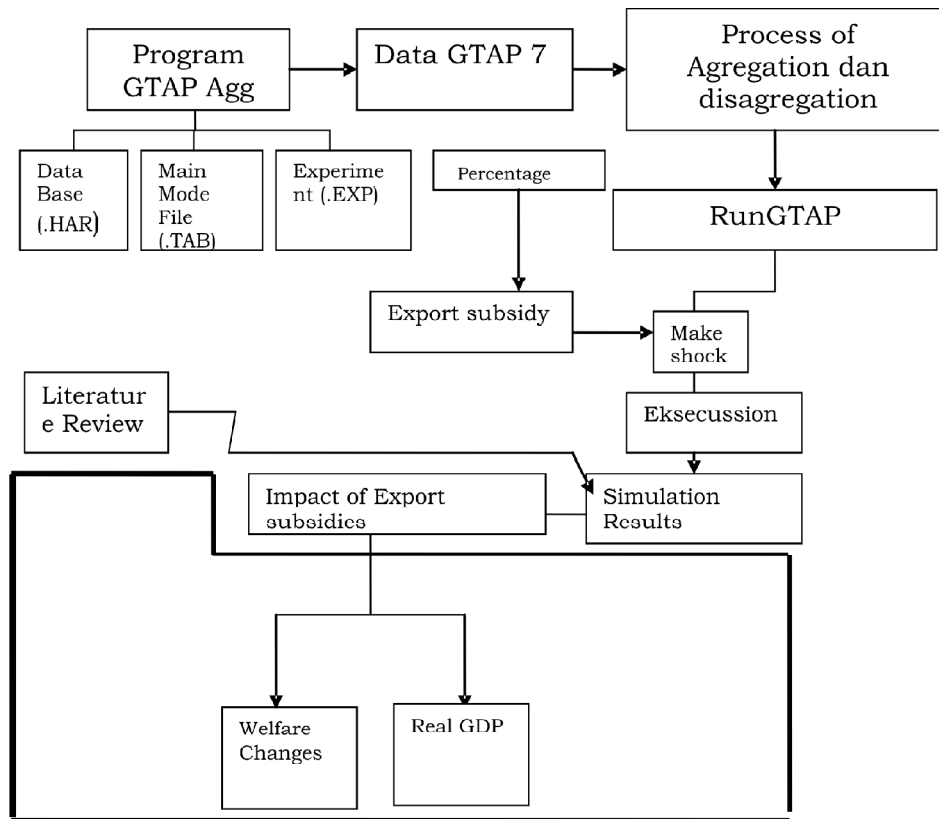 Program
GTAP Agg
Data GTAP 7
Process of
Agregation dan
disagregation
Data
Base
(.HAR)
Main
Mode
File
(.TAB)
Experime
nt (.EXP)
Percentage
RunGTAP
Export subsidy
Make
shock
Literatur
e Review
Eksecussion
Impact of Export
subsidies
Simulation
Results
Welfare
Changes
Real GDP